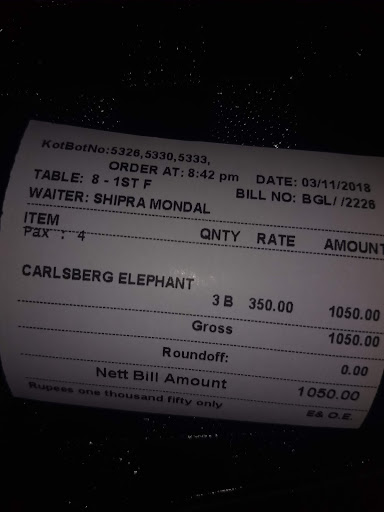 KotBotNo:5326,5330,5333,
ORDER AT: 8:42 pm DATE: 03/11/2018
TABLE: 8 - 1ST F BILL NO: BGL/ /2226
WAITER: SHIPRA MONDAL
ITEM QNTY RATE AMOUNT
Pax : 4
CARLSBERG ELEPHANT
3 B 350.00 1050.00
Gross 1050.00
Roundoff: 0.00
Nett Bill Amount 1050.00
Rupees one thousand fifty only
E& O.E.